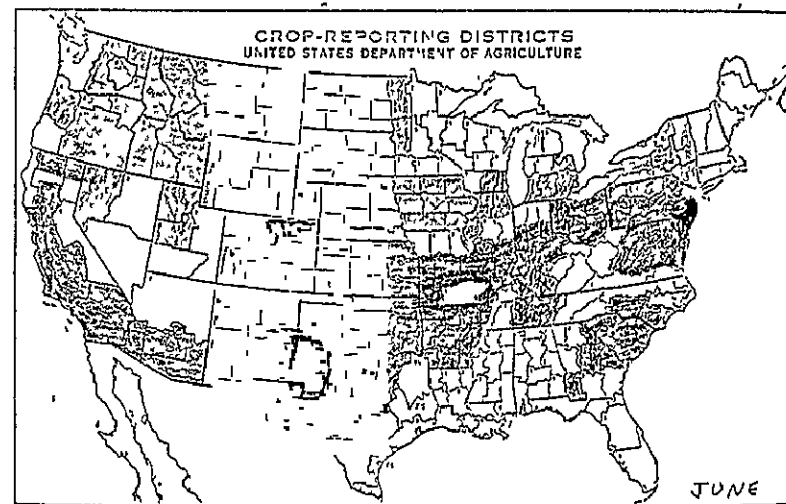 CROP-REPORTING DISTRICTS
UNITED STATES DEPARTMENT OF AGRICULTURE
JUNE